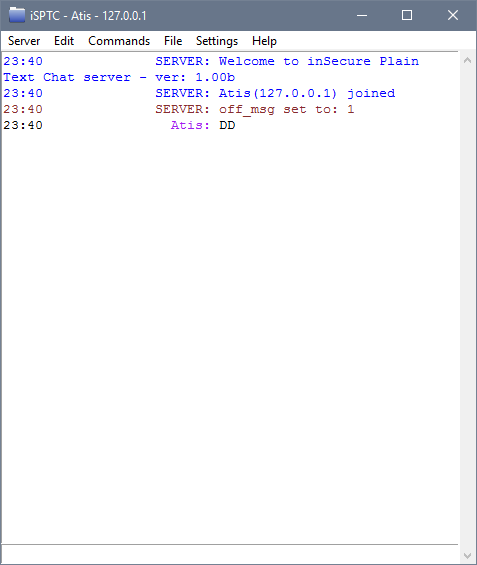 iSPTC - Atis - 127.0.0.1
Server Edit Commands File Settings Help
23:40 SERVER: Welcome to inSecure Plain
Text Chat server - ver: 1.00b
23:40 SERVER: Atis(127.0.0.1) joined
23:40 SERVER: off_msg set to: 1
23:40 Atis: DD